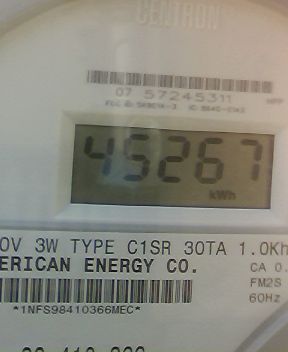 CENTRON
07 57245311
45267
kWh
0V 3W TYPE C1SR 30TA 1.0Kh
ERICAN ENERGY CO.
CA 0.
FM2S
60Hz
*1NFS98410366MEC*